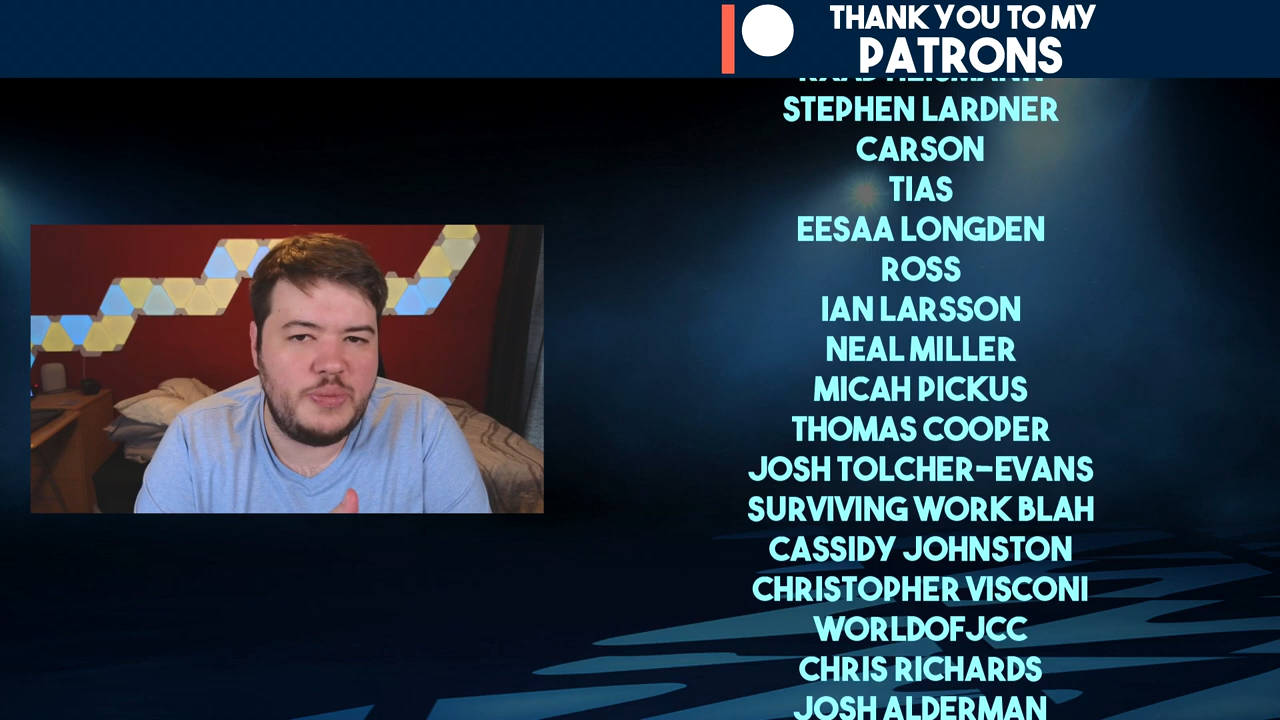 THANK YOU TO MY
PATRONS
STEPHEN LARDNER
CARSON
TIAS
EESAA LONGDEN
ROSS
IAN LARSSON
NEAL MILLER
MICAH PICKUS
THOMAS COOPER
JOSH TOLCHER-EVANS
SURVIVING WORK BLAH
CASSIDY JOHNSTON
CHRISTOPHER VISCONI
WORLDOFJCC
CHRIS RICHARDS
JOSH ALDERMAN